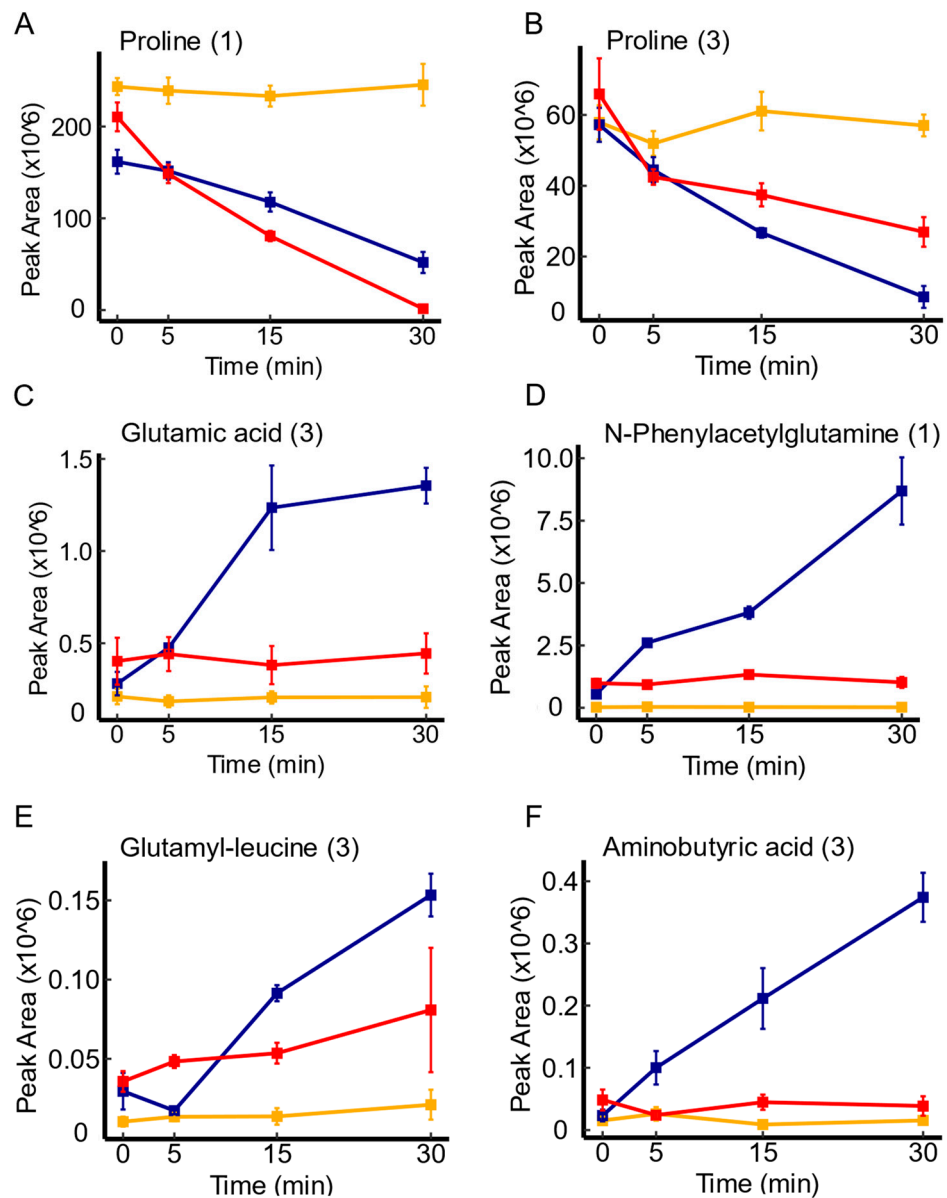 A
Proline (1)
Peak Area (x10^6)
200
100
0
0 5 15 30
Time (min)
B
Proline (3)
Peak Area (x10^6)
60
40
20
0
0 5 15 30
Time (min)
C
Glutamic acid (3)
Peak Area (x10^6)
1.5
1.0
0.5
0
0 5 15 30
Time (min)
D
N-Phenylacetylglutamine (1)
Peak Area (x10^6)
10.0
7.5
5.0
2.5
0
0 5 15 30
Time (min)
E
Glutamyl-leucine (3)
Peak Area (x10^6)
0.15
0.10
0.05
0
0 5 15 30
Time (min)
F
Aminobutyric acid (3)
Peak Area (x10^6)
0.4
0.3
0.2
0.1
0
0 5 15 30
Time (min)